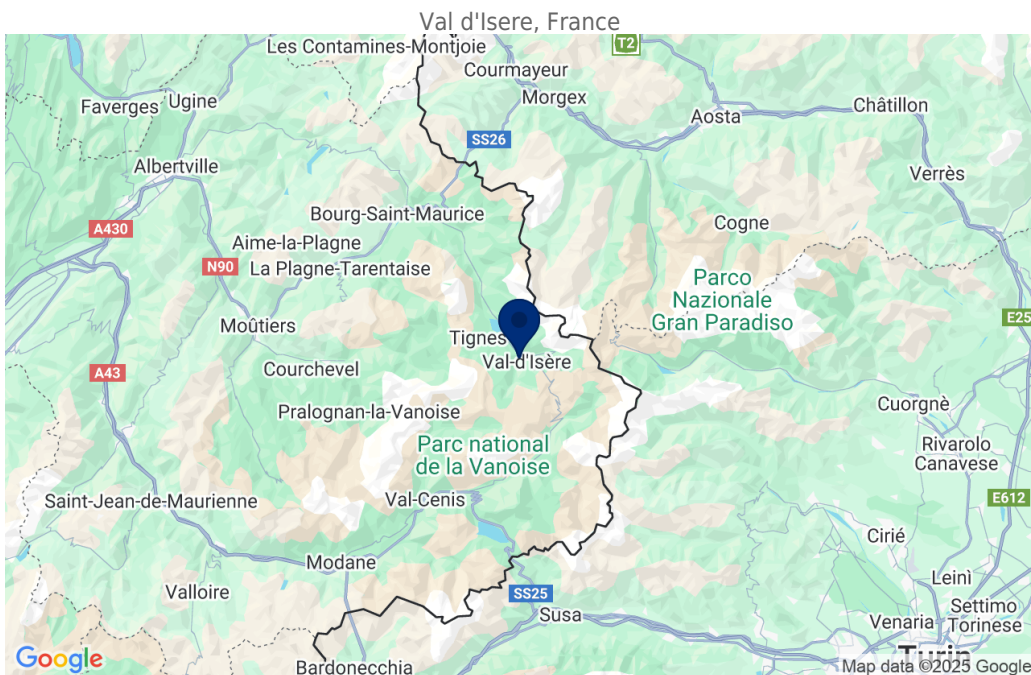 Val d'Isere, France
Les Contamines-Montjoie
T2
Courmayeur
Morgex
Faverges
Ugine
Aosta
Châtillon
SS26
Albertville
Verrès
Bourg-Saint-Maurice
A430
Cogne
Aime-la-Plagne
N90
La Plagne-Tarentaise
Parco
Nazionale
Gran Paradiso
Moûtiers
E25
Tignes
Val-d'Isère
Courchevel
A43
Pralognan-la-Vanoise
Cuorgnè
Parc national
de la Vanoise
Rivarolo
Canavese
Saint-Jean-de-Maurienne
Val-Cenis
E612
Cirié
Modane
Leinì
Valloire
SS25
Susa
Settimo
Torinese
Venaria
Turin
Google
Bardonecchia
Map data ©2025 Google